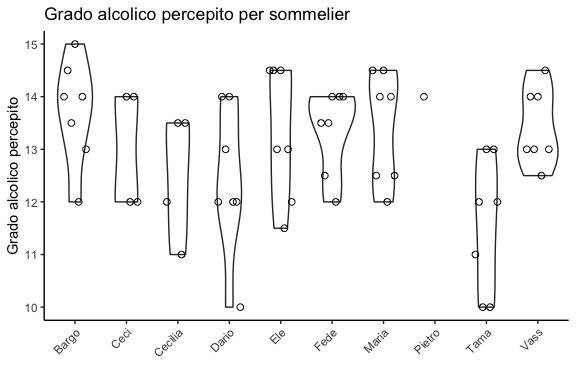 Grado alcolico percepito per sommelier
Grado alcolico percepito
15
14
13
12
11
10
Bargo
Ceci
Cecilia
Dario
Ele
Fede
Maria
Pietro
Tama
Vass